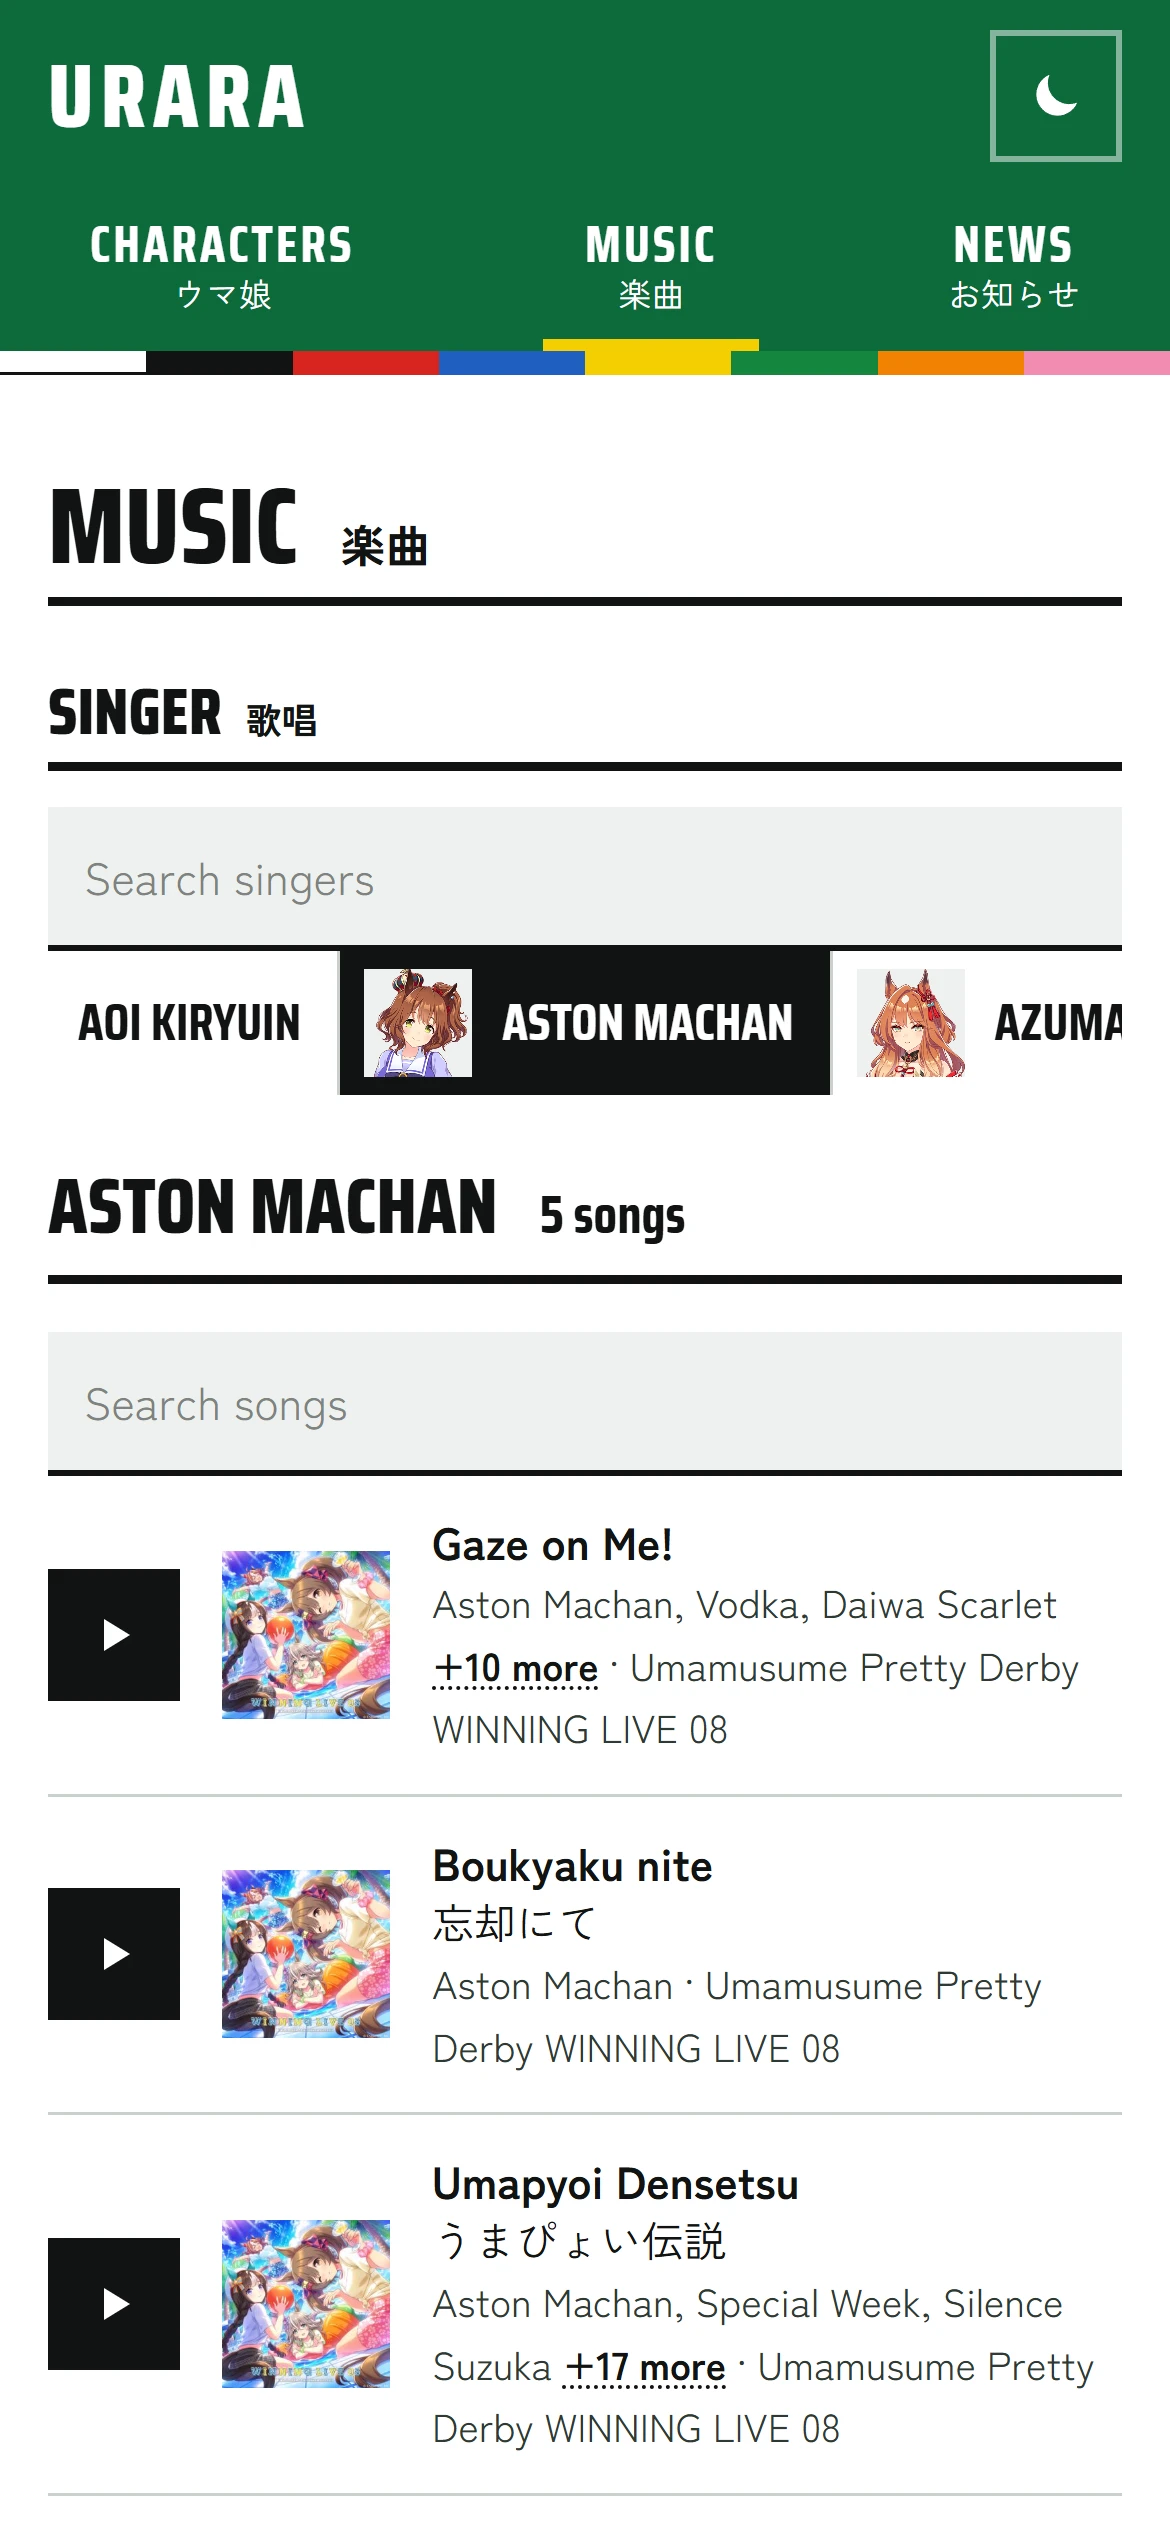 URARA
CHARACTERS
ウマ娘
MUSIC
楽曲
NEWS
お知らせ
MUSIC 楽曲
SINGER 歌唱
Search singers
AOI KIRYUIN
ASTON MACHAN
AZUMA
ASTON MACHAN 5 songs
Search songs
Gaze on Me!
Aston Machan, Vodka, Daiwa Scarlet
+10 more · Umamusume Pretty Derby
WINNING LIVE 08
Boukyaku nite
忘却にて
Aston Machan · Umamusume Pretty
Derby WINNING LIVE 08
Umapyoi Densetsu
うまぴょい伝説
Aston Machan, Special Week, Silence
Suzuka +17 more · Umamusume Pretty
Derby WINNING LIVE 08